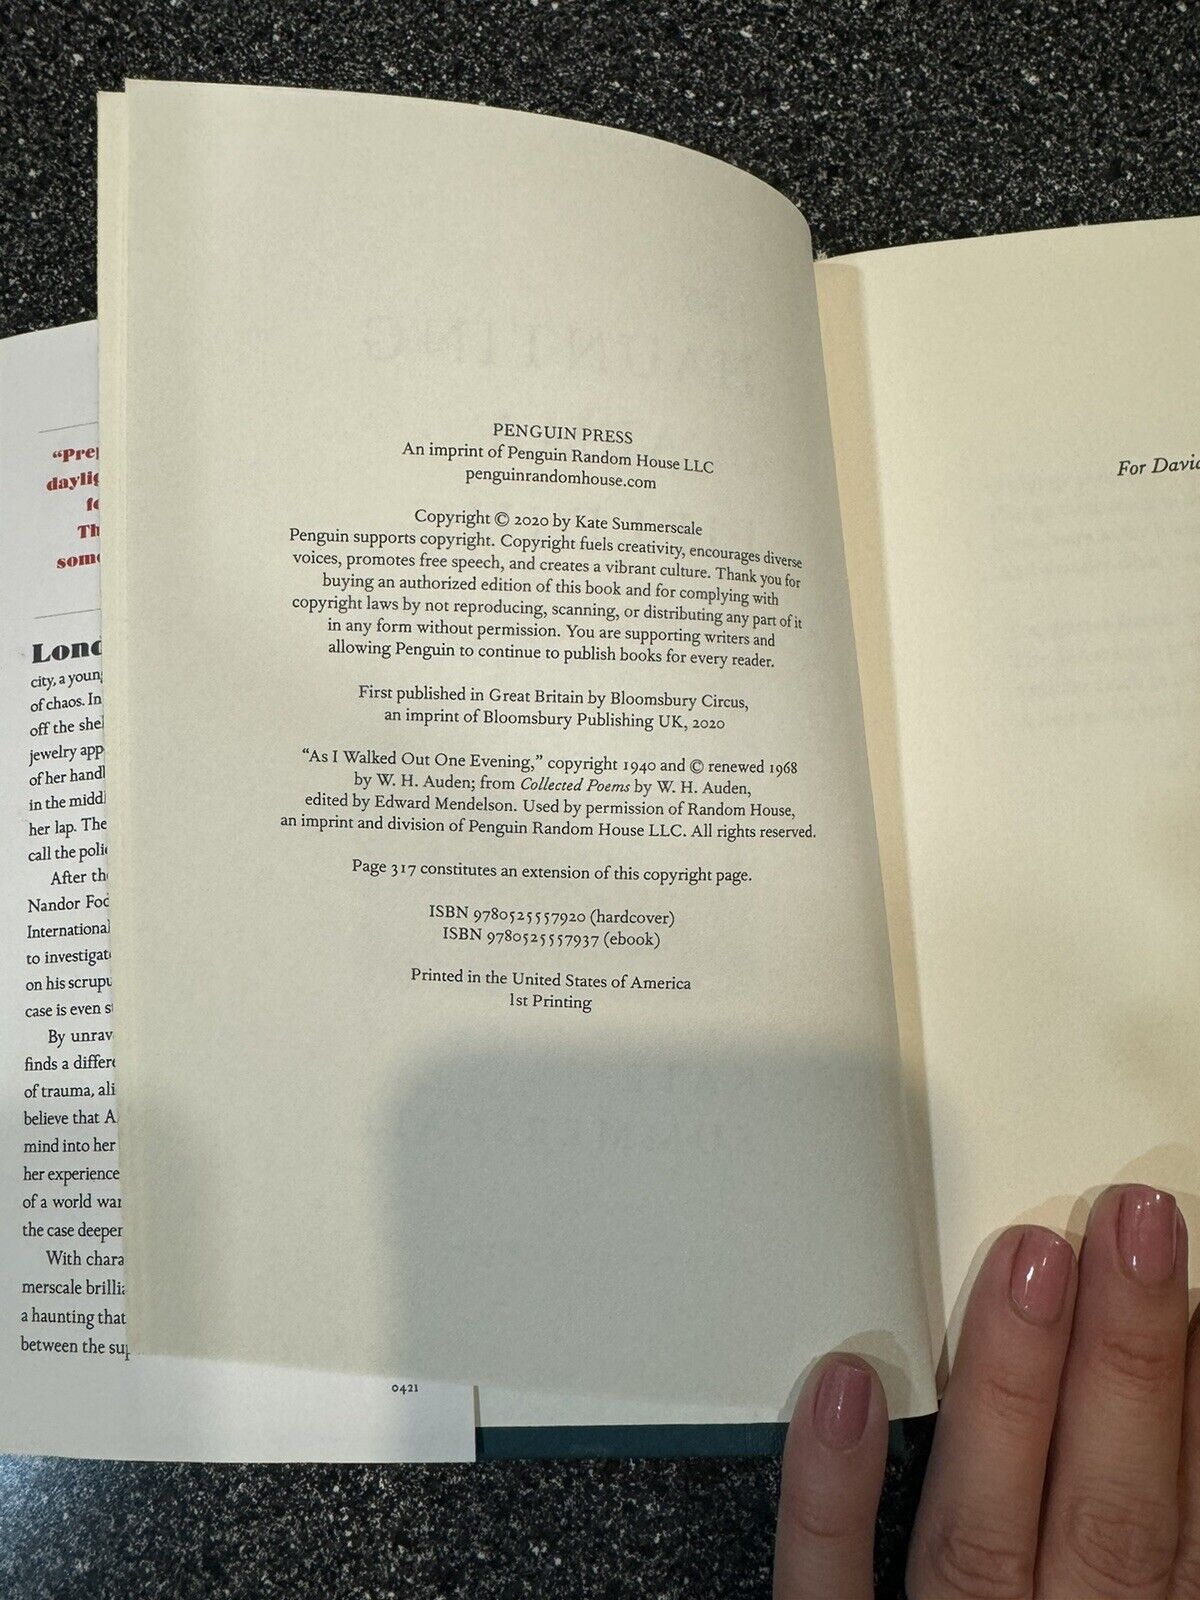 “Prep
daylig
fo
Th
some
Lond
city, a young
of chaos. In
off the shel
jewelry app
of her handb
in the middl
her lap. The
call the polic
After the
Nandor Fod
International
to investigate
on his scrupu
case is even st
By unrav
finds a differe
of trauma, ali
believe that A
mind into her
her experience
of a world war
the case deepen
With chara
merscale brillia
a haunting that
between the sup
0421
PENGUIN PRESS
An imprint of Penguin Random House LLC
penguinrandomhouse.com
Copyright © 2020 by Kate Summerscale
Penguin supports copyright. Copyright fuels creativity, encourages diverse
voices, promotes free speech, and creates a vibrant culture. Thank you for
buying an authorized edition of this book and for complying with
copyright laws by not reproducing, scanning, or distributing any part of it
in any form without permission. You are supporting writers and
allowing Penguin to continue to publish books for every reader.
First published in Great Britain by Bloomsbury Circus,
an imprint of Bloomsbury Publishing UK, 2020
“As I Walked Out One Evening,” copyright 1940 and © renewed 1968
by W. H. Auden; from Collected Poems by W. H. Auden,
edited by Edward Mendelson. Used by permission of Random House,
an imprint and division of Penguin Random House LLC. All rights reserved.
Page 317 constitutes an extension of this copyright page.
ISBN 9780525557920 (hardcover)
ISBN 9780525557937 (ebook)
Printed in the United States of America
1st Printing
For David